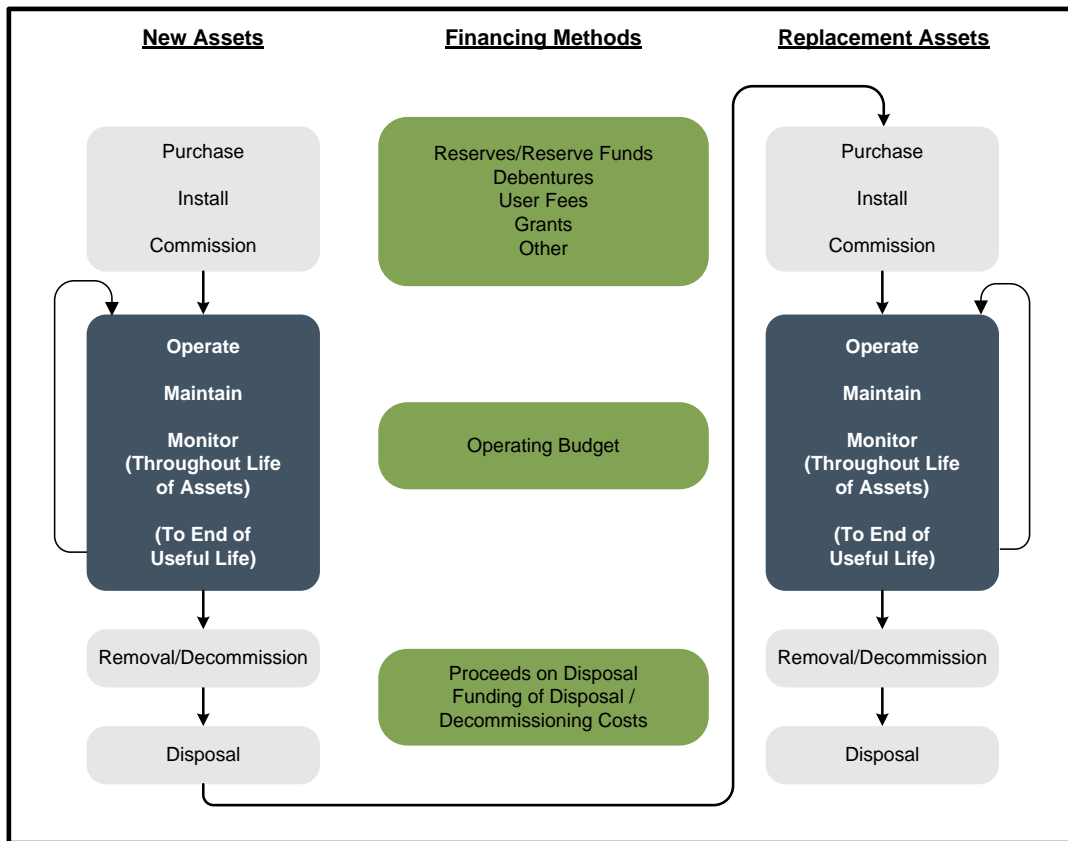 New Assets
Financing Methods
Replacement Assets
Purchase
Install
Commission
Operate
Maintain
Monitor
(Throughout Life
of Assets)
(To End of
Useful Life)
Removal/Decommission
Disposal
Reserves/Reserve Funds
Debentures
User Fees
Grants
Other
Operating Budget
Proceeds on Disposal
Funding of Disposal /
Decommissioning Costs
Purchase
Install
Commission
Operate
Maintain
Monitor
(Throughout Life
of Assets)
(To End of
Useful Life)
Removal/Decommission
Disposal